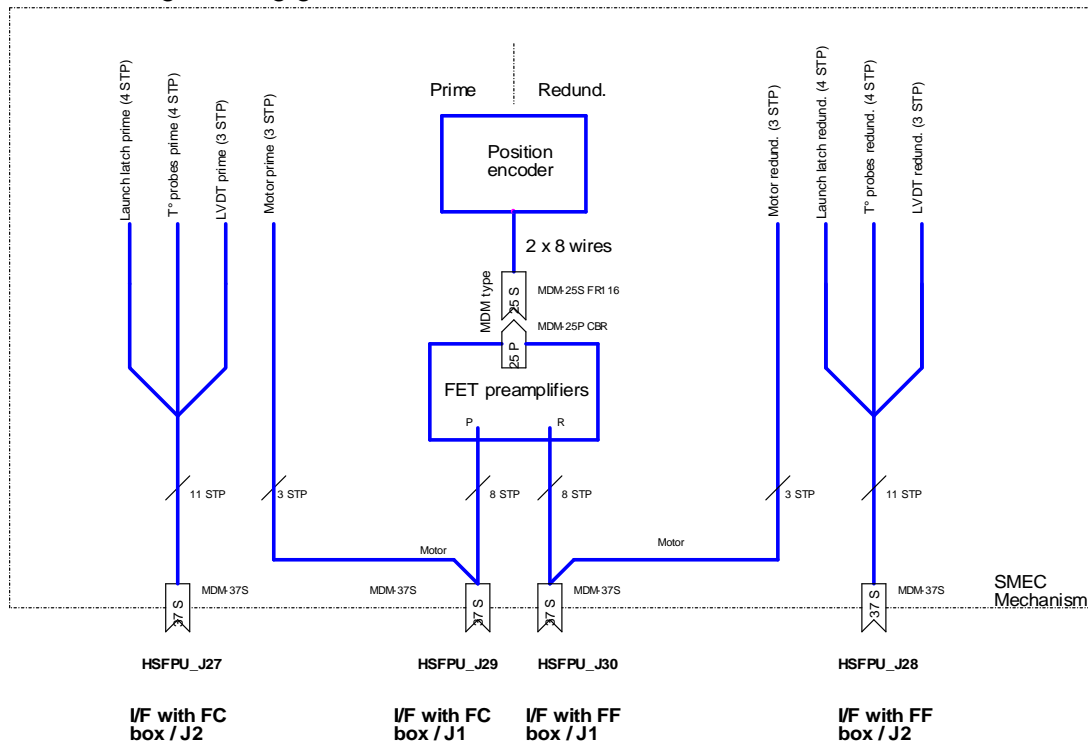 Launch latch prime (4 STP)
T° probes prime (4 STP)
LVDT prime (3 STP)
Motor prime (3 STP)
Prime
Redund.
Motor redund. (3 STP)
Launch latch redund. (4 STP)
T° probes redund. (4 STP)
LVDT redund. (3 STP)
Position
encoder
2 x 8 wires
MDM type
25 S
MDM-25S FR116
MDM-25P CBR
25 P
FET preamplifiers
P
R
11 STP
3 STP
8 STP
8 STP
3 STP
11 STP
Motor
Motor
37 S
MDM-37S
MDM-37S
37 S
37 S
MDM-37S
37 S
MDM-37S
SMEC
Mechanism
HSFPU_J27
HSFPU_J29
HSFPU_J30
HSFPU_J28
I/F with FC
box / J2
I/F with FC
box / J1
I/F with FF
box / J1
I/F with FF
box / J2